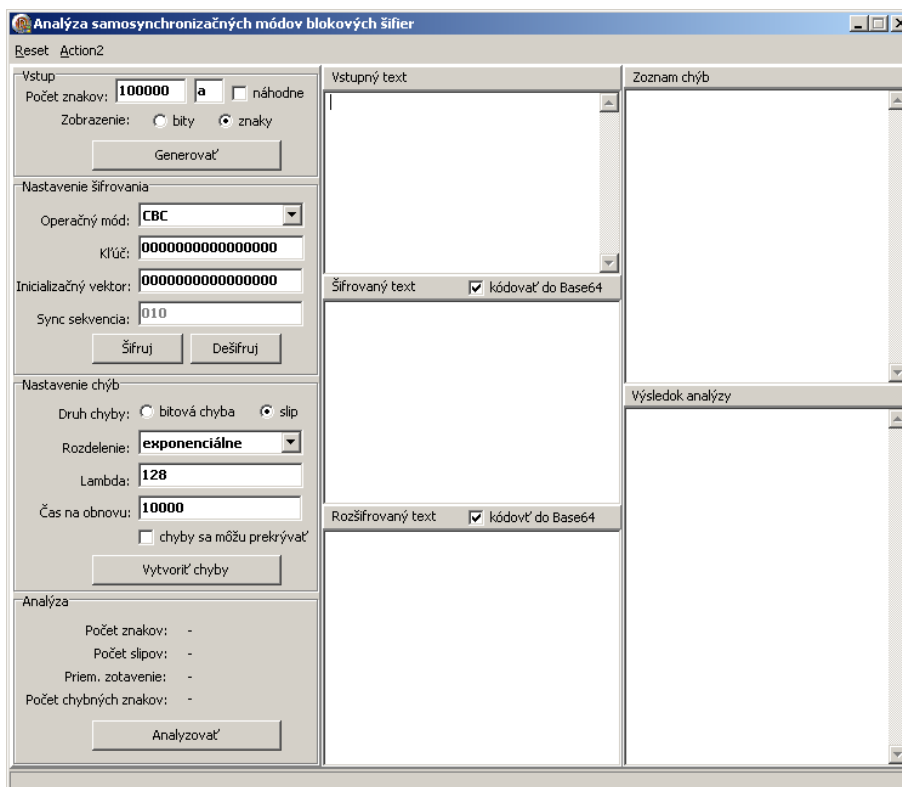 Analýza samosynchronizačných módov blokových šifier
Reset Action2
Vstup
Počet znakov: 100000 a náhodne
Zobrazenie: bity znaky
Generovať
Nastavenie šifrovania
Operačný mód: CBC
Kľúč: 0000000000000000
Inicializačný vektor: 0000000000000000
Sync sekvencia: 010
Šifruj Dešifruj
Nastavenie chýb
Druh chyby: bitová chyba slip
Rozdelenie: exponenciálne
Lambda: 128
Čas na obnovu: 10000
chyby sa môžu prekrývať
Vytvoriť chyby
Analýza
Počet znakov: -
Počet slipov: -
Priem. zotavenie: -
Počet chybných znakov: -
Analyzovať
Vstupný text
Šifrovaný text kódovať do Base64
Rozšifrovaný text kódovť do Base64
Zoznam chýb
Výsledok analýzy